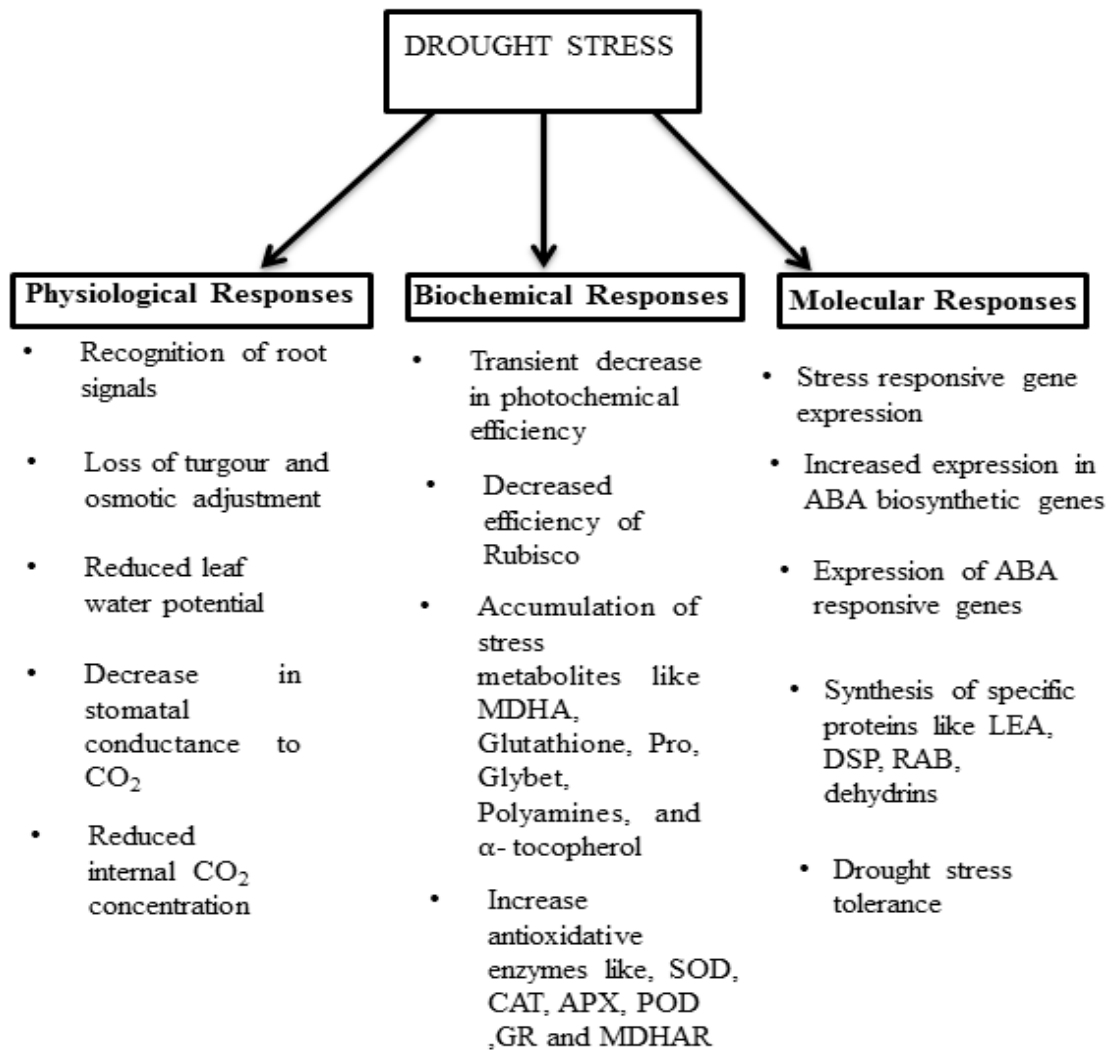 DROUGHT STRESS
Physiological Responses
• Recognition of root
signals
• Loss of turgour and
osmotic adjustment
• Reduced leaf
water potential
• Decrease in
stomatal
conductance to
CO₂
• Reduced
internal CO₂
concentration
Biochemical Responses
• Transient decrease
in photochemical
efficiency
• Decreased
efficiency of
Rubisco
• Accumulation of
stress
metabolites like
MDHA,
Glutathione, Pro,
Glybet,
Polyamines, and
α- tocopherol
• Increase
antioxidative
enzymes like, SOD,
CAT, APX, POD
,GR and MDHAR
Molecular Responses
• Stress responsive gene
expression
• Increased expression in
ABA biosynthetic genes
• Expression of ABA
responsive genes
• Synthesis of specific
proteins like LEA,
DSP, RAB,
dehydrins
• Drought stress
tolerance